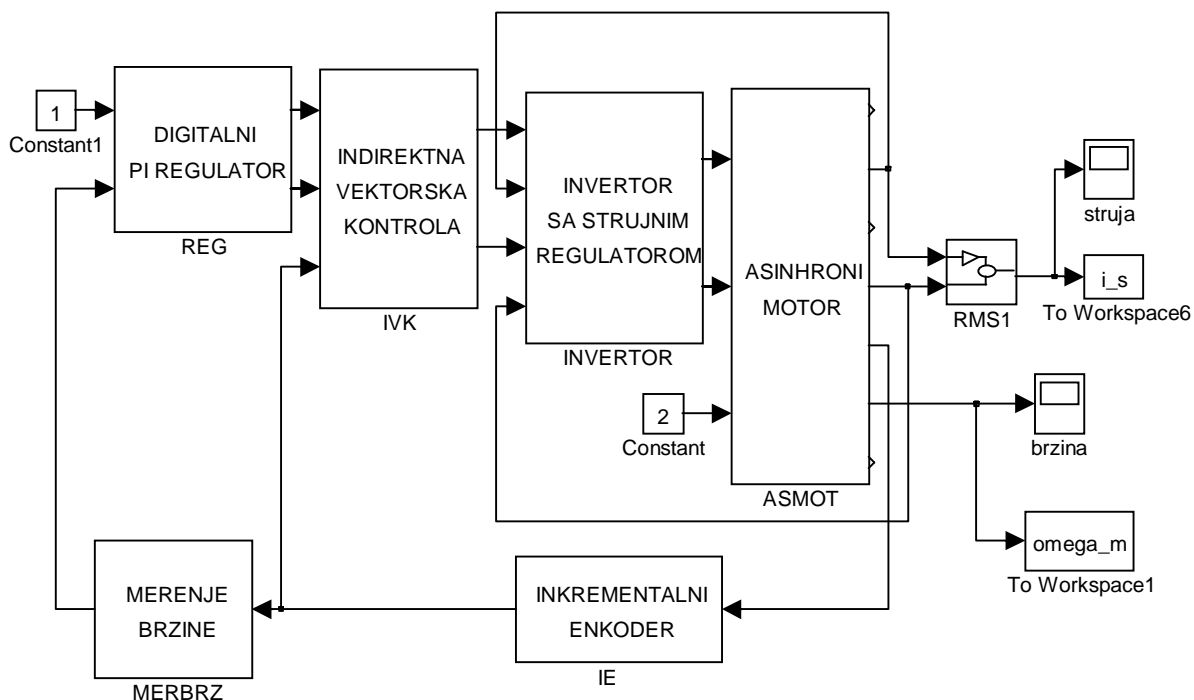 1
Constant1
DIGITALNI
PI REGULATOR
REG
INDIREKTNA
VEKTORSKA
KONTROLA
IVK
INVERTOR
SA STRUJNIM
REGULATOROM
INVERTOR
2
Constant
ASINHRONI
MOTOR
ASMOT
RMS1
struja
i_s
To Workspace6
brzina
omega_m
To Workspace1
MERENJE
BRZINE
MERBRZ
INKREMENTALNI
ENKODER
IE